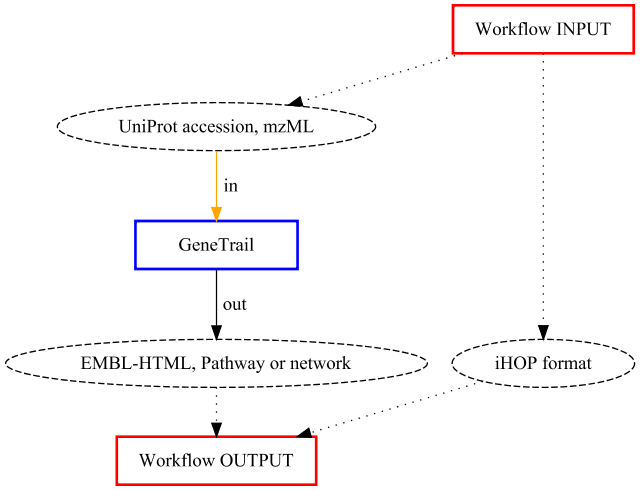 Workflow INPUT
UniProt accession, mzML
in
GeneTrail
out
EMBL-HTML, Pathway or network
iHOP format
Workflow OUTPUT